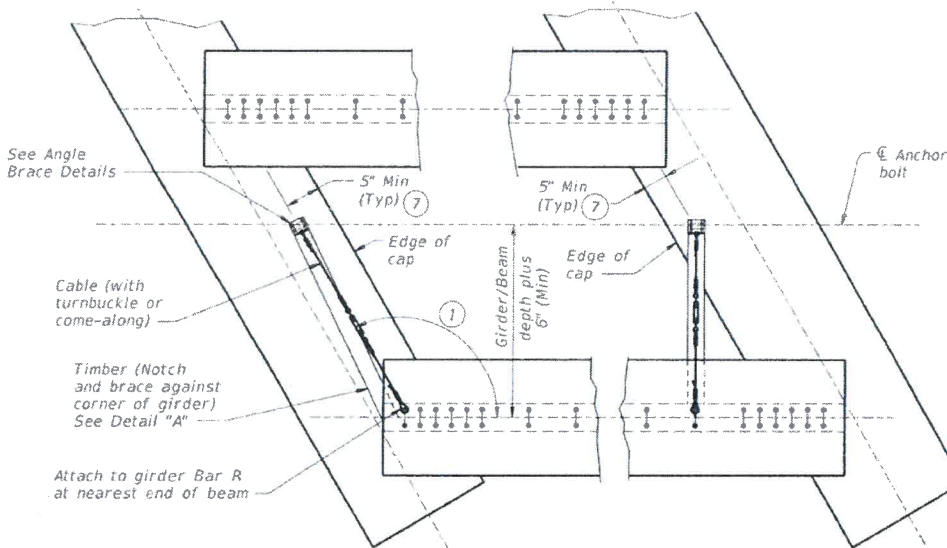 See Angle
Brace Details
5" Min
(Typ) 7
5" Min
(Typ) 7
℄ Anchor
bolt
Edge of
cap
Edge of
cap
Cable (with
turnbuckle or
come-along)
1
Girder/Beam
depth plus
6" (Min)
Timber (Notch
and brace against
corner of girder)
See Detail "A"
Attach to girder Bar R
at nearest end of beam